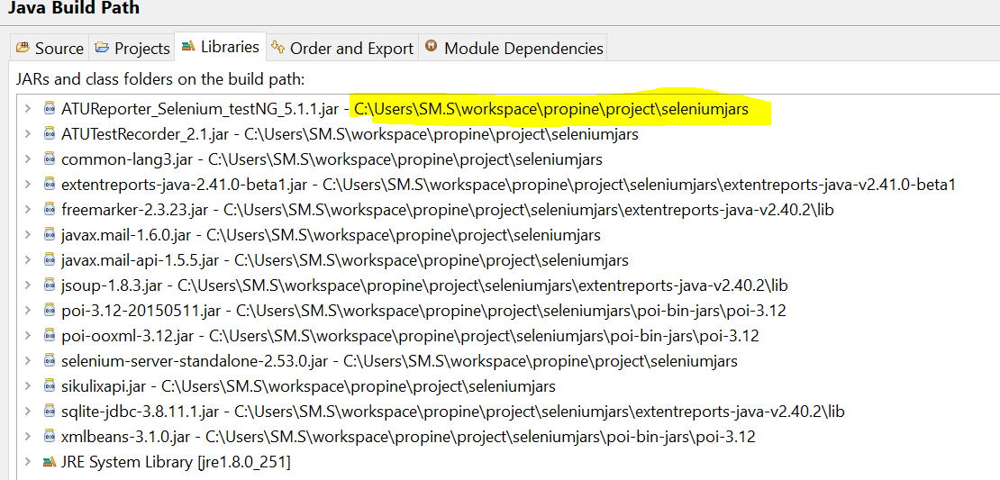 Java Build Path
Source Projects Libraries Order and Export Module Dependencies
JARs and class folders on the build path:
ATUReporter_Selenium_testNG_5.1.1.jar - C:\Users\SM.S\workspace\propine\project\seleniumjars
ATUTestRecorder_2.1.jar - C:\Users\SM.S\workspace\propine\project\seleniumjars
common-lang3.jar - C:\Users\SM.S\workspace\propine\project\seleniumjars
extentreports-java-2.41.0-beta1.jar - C:\Users\SM.S\workspace\propine\project\seleniumjars\extentreports-java-v2.41.0-beta1
freemarker-2.3.23.jar - C:\Users\SM.S\workspace\propine\project\seleniumjars\extentreports-java-v2.40.2\lib
javax.mail-1.6.0.jar - C:\Users\SM.S\workspace\propine\project\seleniumjars
javax.mail-api-1.5.5.jar - C:\Users\SM.S\workspace\propine\project\seleniumjars
jsoup-1.8.3.jar - C:\Users\SM.S\workspace\propine\project\seleniumjars\extentreports-java-v2.40.2\lib
poi-3.12-20150511.jar - C:\Users\SM.S\workspace\propine\project\seleniumjars\poi-bin-jars\poi-3.12
poi-ooxml-3.12.jar - C:\Users\SM.S\workspace\propine\project\seleniumjars\poi-bin-jars\poi-3.12
selenium-server-standalone-2.53.0.jar - C:\Users\SM.S\workspace\propine\project\seleniumjars
sikulixapi.jar - C:\Users\SM.S\workspace\propine\project\seleniumjars
sqlite-jdbc-3.8.11.1.jar - C:\Users\SM.S\workspace\propine\project\seleniumjars\extentreports-java-v2.40.2\lib
xmlbeans-3.1.0.jar - C:\Users\SM.S\workspace\propine\project\seleniumjars\poi-bin-jars\poi-3.12
JRE System Library [jre1.8.0_251]